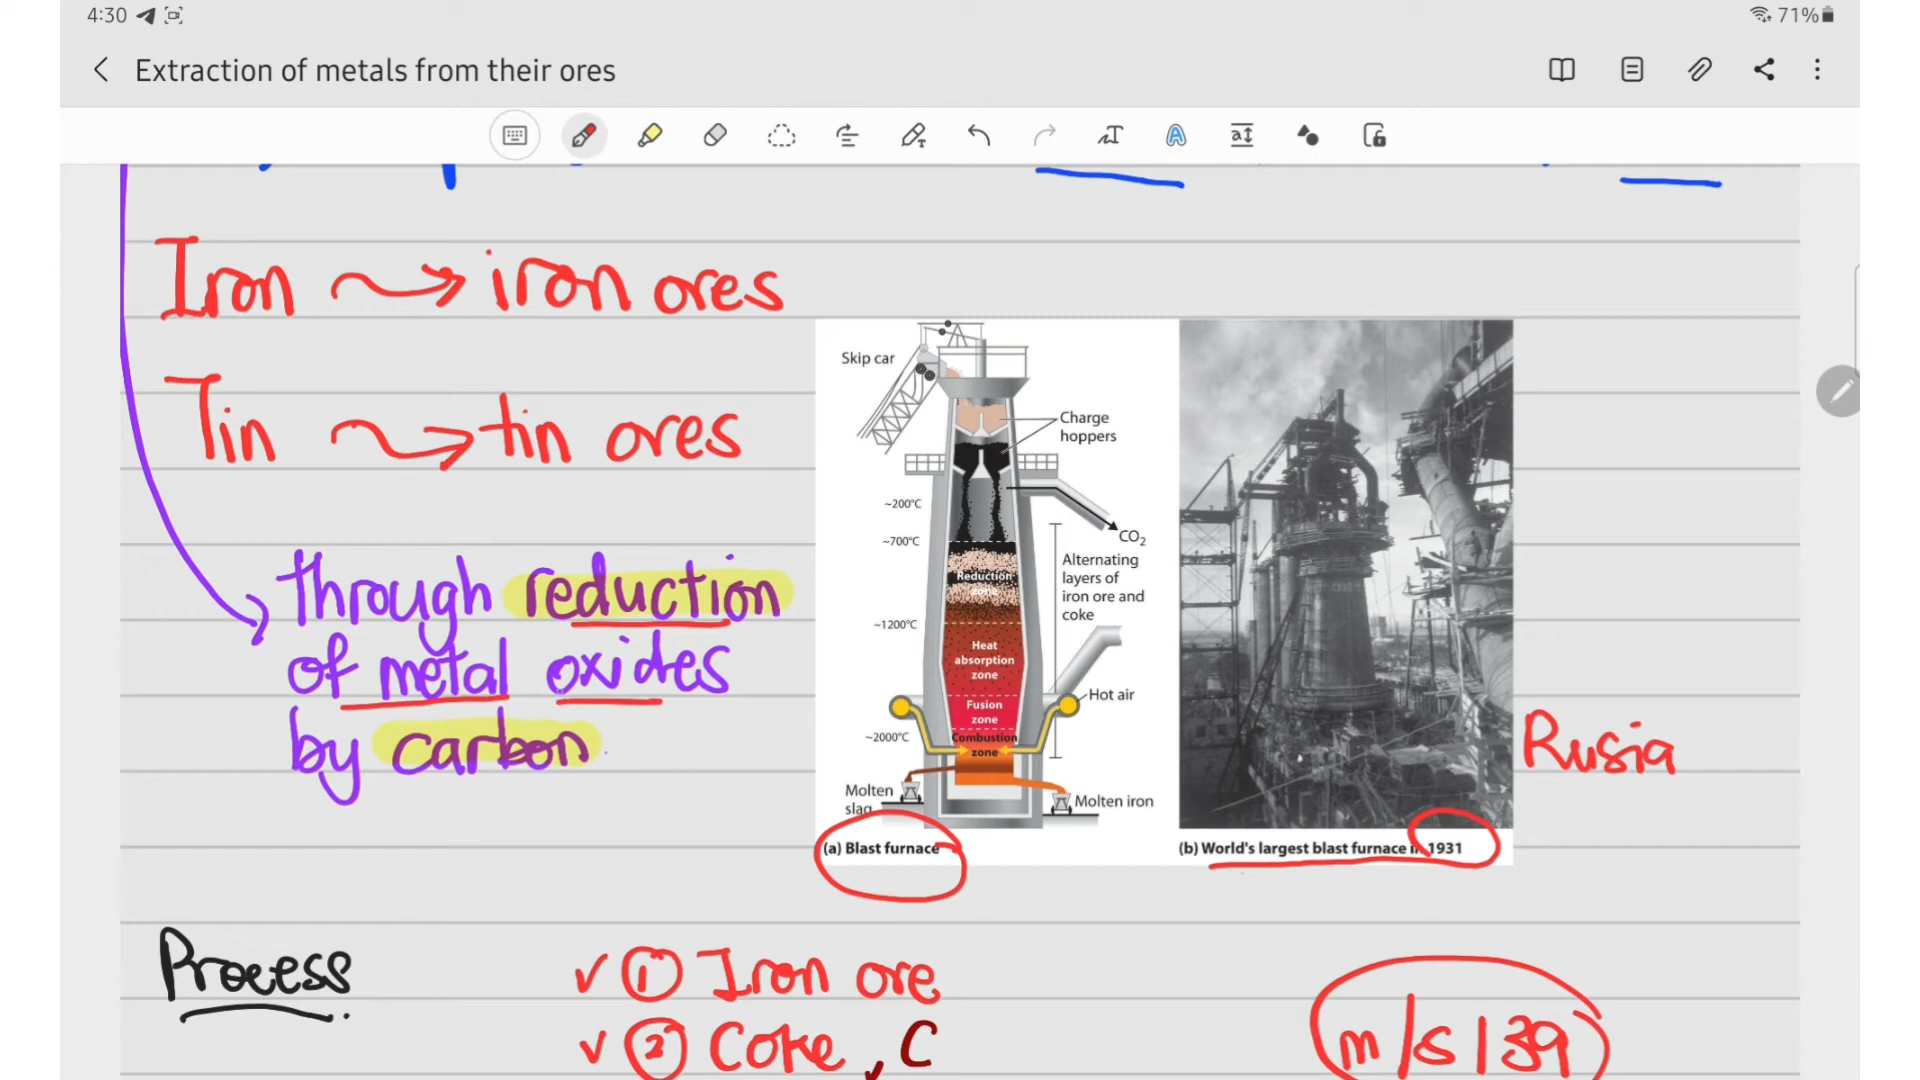 4:30
71%
Extraction of metals from their ores
Iron iron ores
Tin tin ores
through reduction
of metal oxides
by carbon
Skip car
Charge
hoppers
~200°C
CO2
~700°C
Alternating
layers of
iron ore and
coke
Reduction
zone
~1200°C
Heat
absorption
zone
Hot air
Fusion
zone
~2000°C
Combustion
zone
Molten
slag
Molten iron
(a) Blast furnace
(b) World's largest blast furnace in 1931
Rusia
Process
① Iron ore
② Coke, C
m/s 139